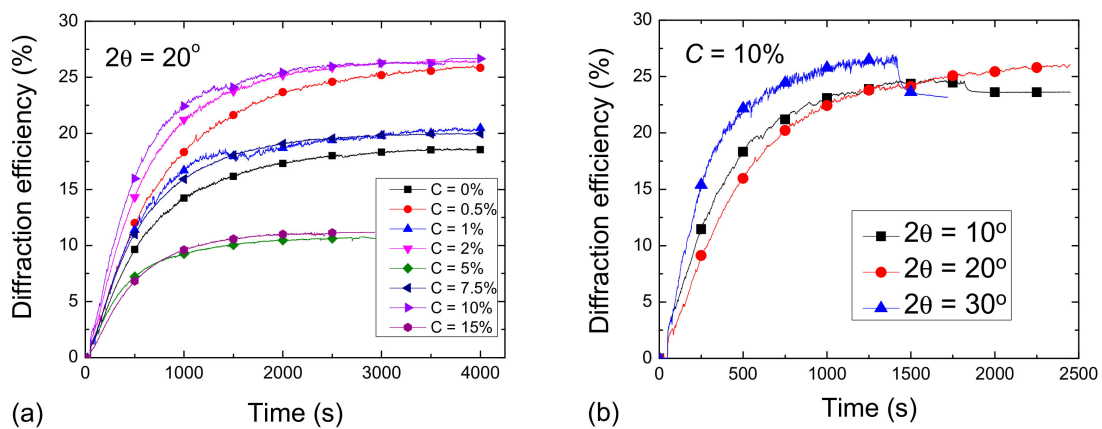 2θ = 20°
Diffraction efficiency (%)
30
25
20
15
10
5
0
C = 0%
C = 0.5%
C = 1%
C = 2%
C = 5%
C = 7.5%
C = 10%
C = 15%
0 1000 2000 3000 4000
Time (s)
(a)
C = 10%
Diffraction efficiency (%)
30
25
20
15
10
5
0
2θ = 10°
2θ = 20°
2θ = 30°
0 500 1000 1500 2000 2500
Time (s)
(b)